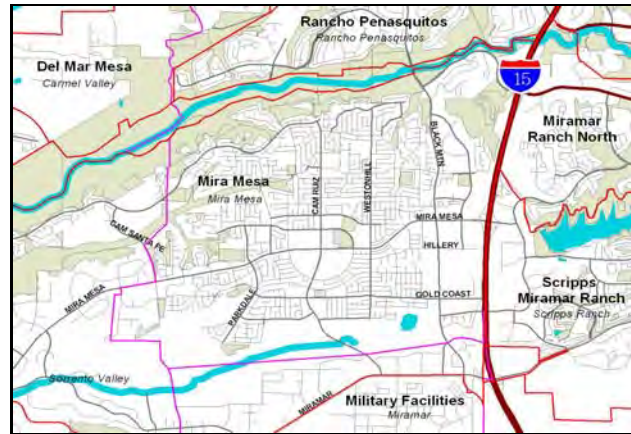 Rancho Penasquitos
Rancho Penasquitos
Del Mar Mesa
Carmel Valley
15
Miramar
Ranch North
BLACK MTN
Mira Mesa
Mira Mesa
CAM RUIZ
WESTONHILL
MIRA MESA
CAM SANTA FE
HILLERY
MIRA MESA
PARKDALE
GOLD COAST
Scripps
Miramar Ranch
Scripps Ranch
Sorrento Valley
MIRAMAR
Military Facilities
Miramar